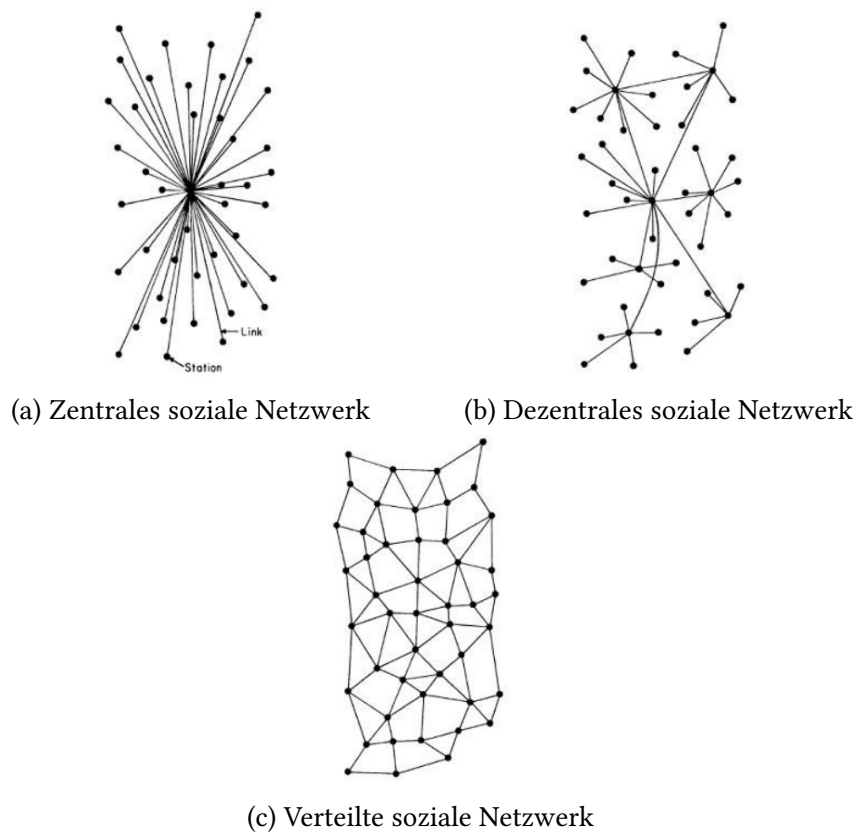 Link
Station
(a) Zentrales soziale Netzwerk
(b) Dezentrales soziale Netzwerk
(c) Verteilte soziale Netzwerk